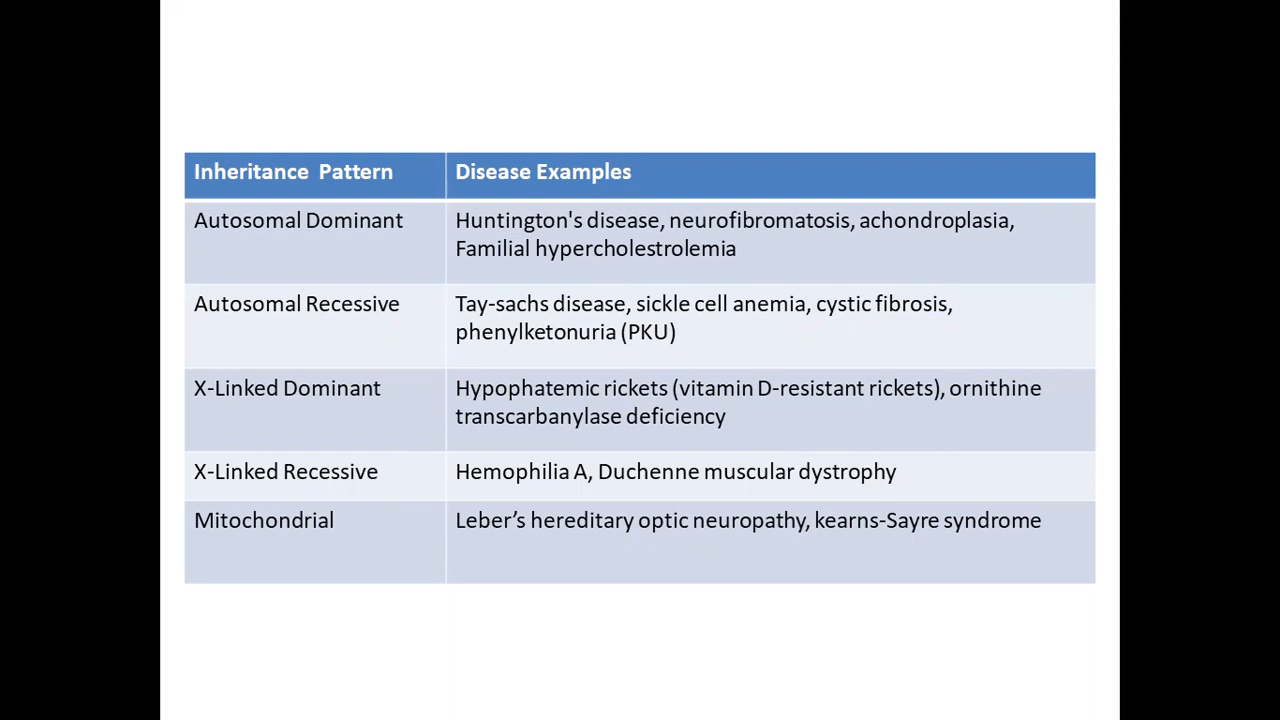 Inheritance Pattern
Disease Examples
Autosomal Dominant
Huntington's disease, neurofibromatosis, achondroplasia,
Familial hypercholestrolemia
Autosomal Recessive
Tay-sachs disease, sickle cell anemia, cystic fibrosis,
phenylketonuria (PKU)
X-Linked Dominant
Hypophatemic rickets (vitamin D-resistant rickets), ornithine
transcarbanylase deficiency
X-Linked Recessive
Hemophilia A, Duchenne muscular dystrophy
Mitochondrial
Leber’s hereditary optic neuropathy, kearns-Sayre syndrome